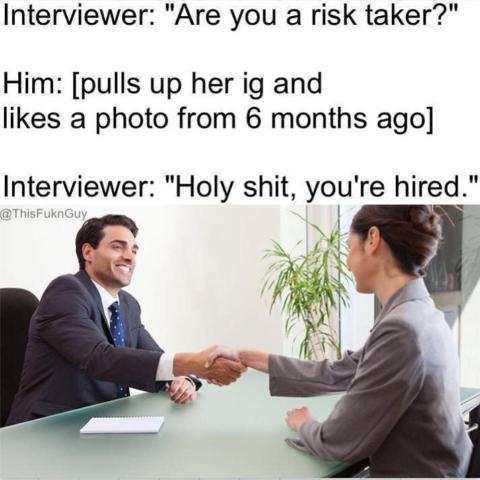 Interviewer: "Are you a risk taker?"
Him: [pulls up her ig and
likes a photo from 6 months ago]
Interviewer: "Holy shit, you're hired."
@ThisFuknGuy